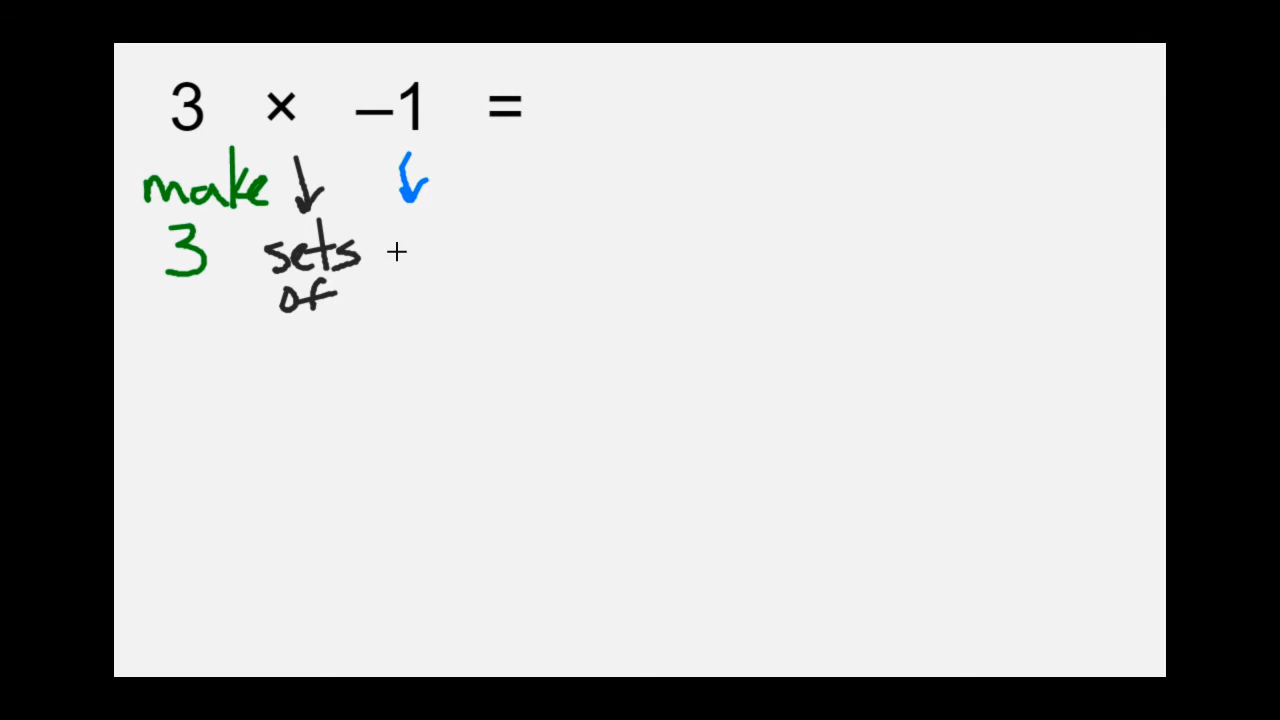 3 × –1 =
make
3 sets
of